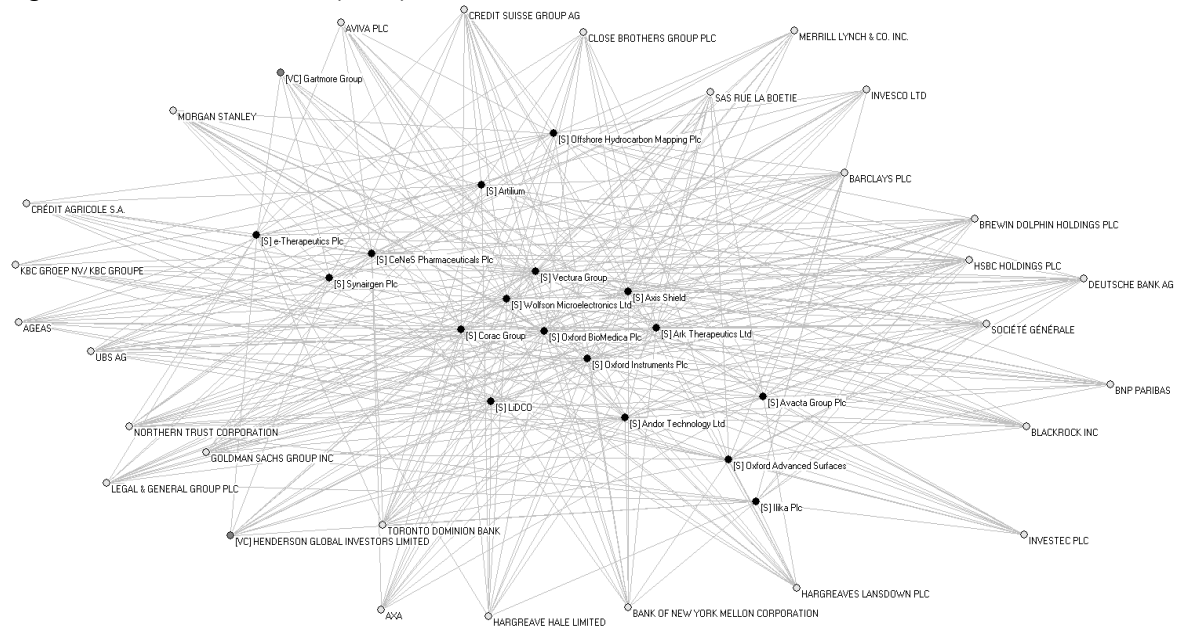 CREDIT SUISSE GROUP AG
AVIVA PLC
CLOSE BROTHERS GROUP PLC
MERRILL LYNCH & CO. INC.
[VC] Gartmore Group
SAS RUE LA BOETIE
INVESCO LTD
MORGAN STANLEY
[S] Offshore Hydrocarbon Mapping Plc
BARCLAYS PLC
[S] Artilium
CRÉDIT AGRICOLE S.A.
BREWIN DOLPHIN HOLDINGS PLC
[S] e-Therapeutics Plc
[S] CeNeS Pharmaceuticals Plc
HSBC HOLDINGS PLC
KBC GROEP NV/ KBC GROUPE
[S] Synairgen Plc
[S] Vectura Group
DEUTSCHE BANK AG
[S] Axis Shield
[S] Wolfson Microelectronics Ltd
AGEAS
SOCIÉTÉ GÉNÉRALE
[S] Corac Group
[S] Oxford BioMedica Plc
[S] Ark Therapeutics Ltd
UBS AG
[S] Oxford Instruments Plc
BNP PARIBAS
[S] Avacta Group Plc
[S] LiDCO
[S] Andor Technology Ltd
NORTHERN TRUST CORPORATION
BLACKROCK INC
GOLDMAN SACHS GROUP INC
[S] Oxford Advanced Surfaces
LEGAL & GENERAL GROUP PLC
[S] Ilika Plc
TORONTO DOMINION BANK
[VC] HENDERSON GLOBAL INVESTORS LIMITED
INVESTEC PLC
HARGREAVES LANSDOWN PLC
AXA
HARGREAVE HALE LIMITED
BANK OF NEW YORK MELLON CORPORATION